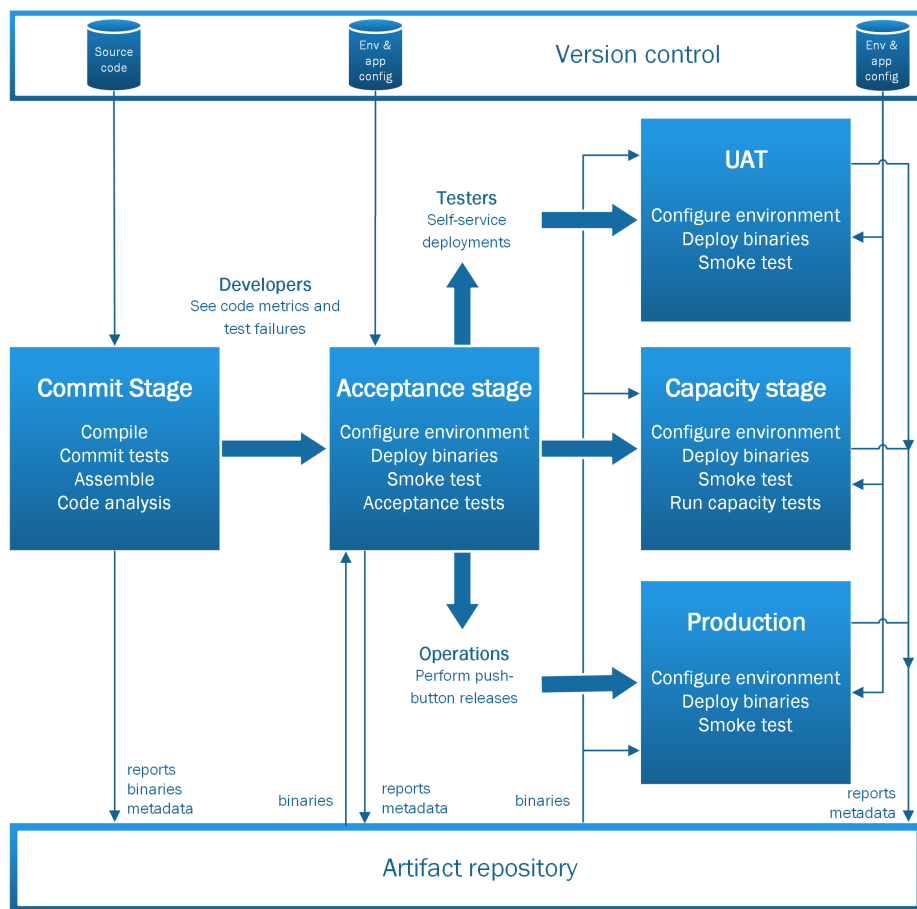 Source
code
Env &
app
config
Version control
Env &
app
config
UAT
Configure environment
Deploy binaries
Smoke test
Testers
Self-service
deployments
Developers
See code metrics and
test failures
Commit Stage
Compile
Commit tests
Assemble
Code analysis
Acceptance stage
Configure environment
Deploy binaries
Smoke test
Acceptance tests
Capacity stage
Configure environment
Deploy binaries
Smoke test
Run capacity tests
Operations
Perform push-
button releases
Production
Configure environment
Deploy binaries
Smoke test
reports
binaries
metadata
binaries
reports
metadata
binaries
reports
metadata
Artifact repository